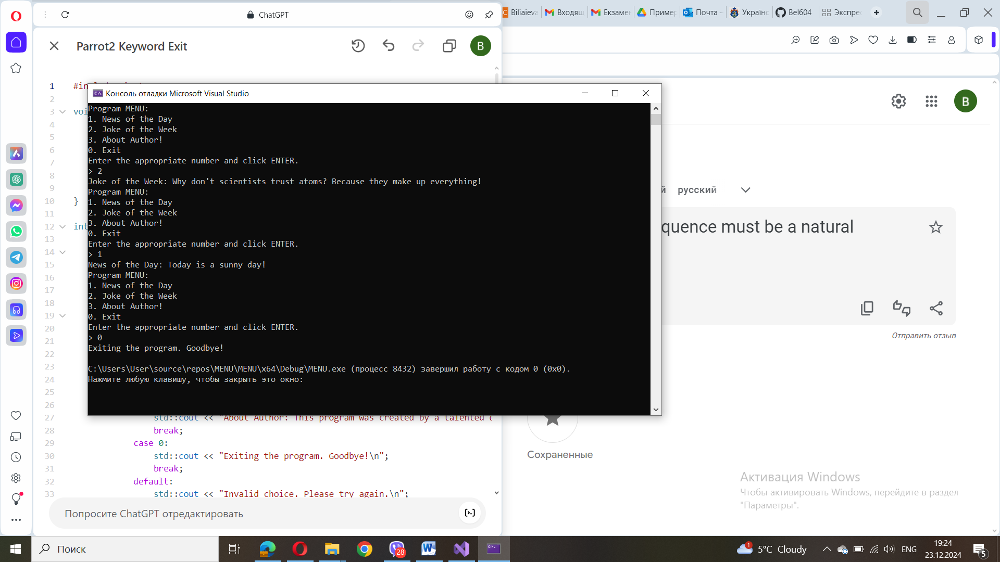 ChatGPT
Biliaieva
Входящ
Екзамен
Пример
Почта -
Українс
Bel604
Экспрес
Parrot2 Keyword Exit
B
1
2
3
4
5
6
7
8
9
10 }
11
12 int
13
14
15
16
17
18
19
20
21
22
23
24
25
26
27 std::cout << "About Author: This program was created by a talented
28 break;
29 case 0:
30 std::cout << "Exiting the program. Goodbye!\n";
31 break;
32 default:
33 std::cout << "Invalid choice. Please try again.\n";
Попросите ChatGPT отредактировать
Консоль отладки Microsoft Visual Studio
Program MENU:
1. News of the Day
2. Joke of the Week
3. About Author!
0. Exit
Enter the appropriate number and click ENTER.
> 2
Joke of the Week: Why don't scientists trust atoms? Because they make up everything!
Program MENU:
1. News of the Day
2. Joke of the Week
3. About Author!
0. Exit
Enter the appropriate number and click ENTER.
> 1
News of the Day: Today is a sunny day!
Program MENU:
1. News of the Day
2. Joke of the Week
3. About Author!
0. Exit
Enter the appropriate number and click ENTER.
> 0
Exiting the program. Goodbye!
C:\Users\User\source\repos\MENU\MENU\x64\Debug\MENU.exe (процесс 8432) завершил работу с кодом 0 (0x0).
Нажмите любую клавишу, чтобы закрыть это окно:
B
й русский
quence must be a natural
Отправить отзыв
Сохраненные
Активация Windows
Чтобы активировать Windows, перейдите в раздел
"Параметры".
Поиск
28
1
5°C Cloudy
ENG
19:24
23.12.2024
5